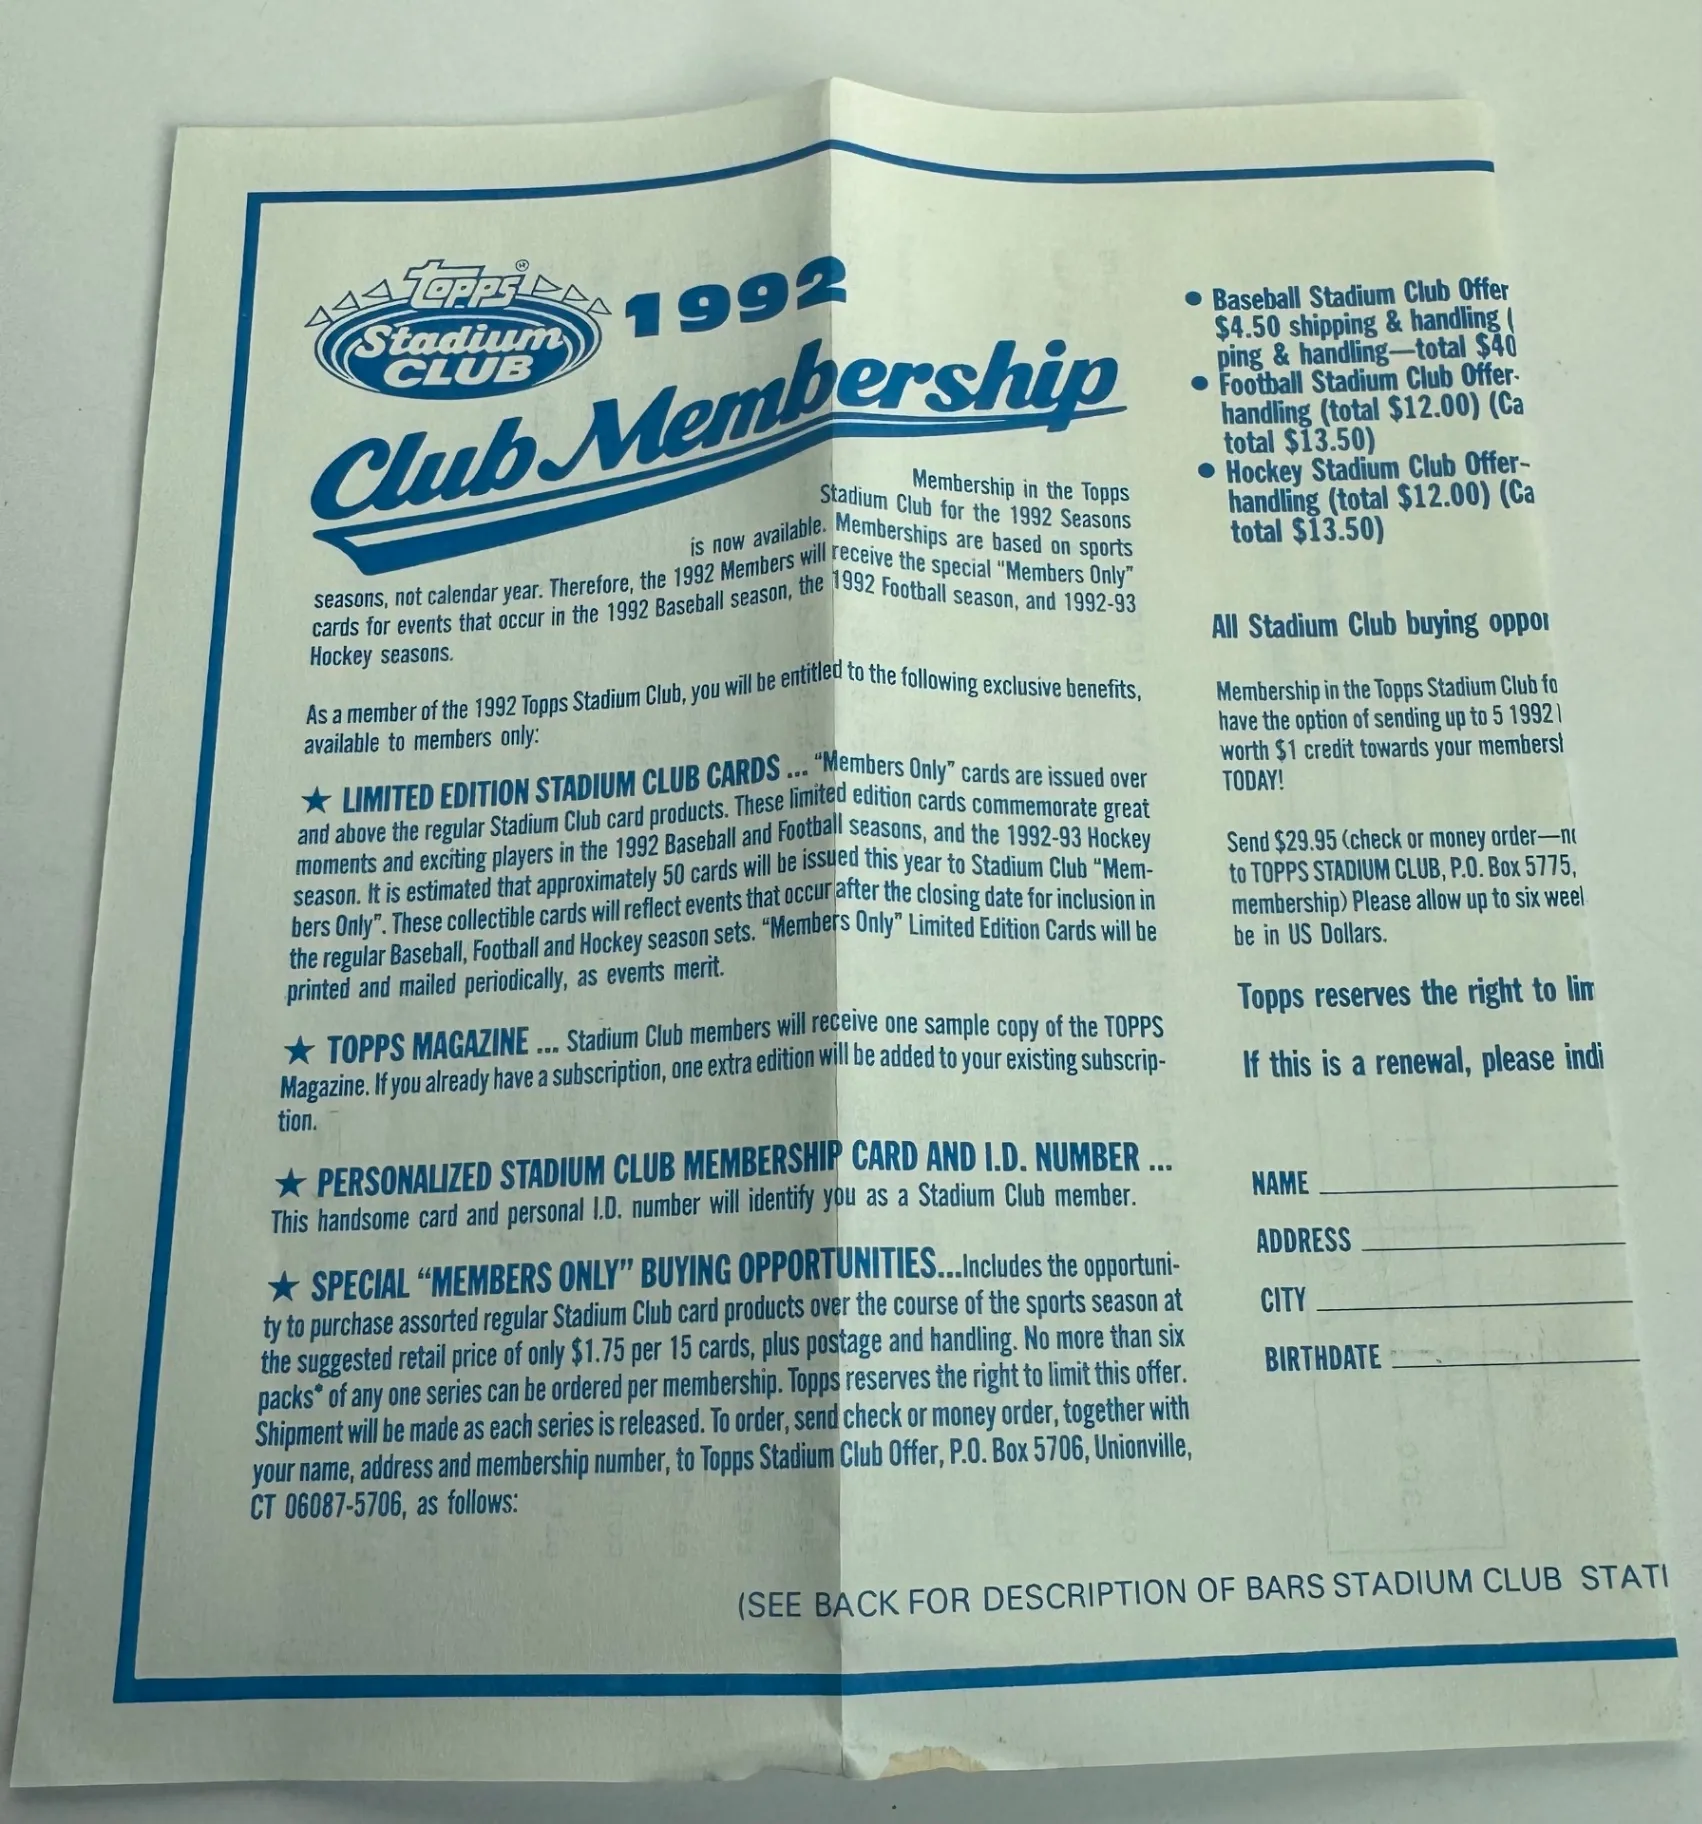 Topps®
Stadium
CLUB
1992
Club Membership
Membership in the Topps
Stadium Club for the 1992 Seasons
is now available. Memberships are based on sports
seasons, not calendar year. Therefore, the 1992 Members will receive the special "Members Only"
cards for events that occur in the 1992 Baseball season, the 1992 Football season, and 1992-93
Hockey seasons.
As a member of the 1992 Topps Stadium Club, you will be entitled to the following exclusive benefits,
available to members only:
★ LIMITED EDITION STADIUM CLUB CARDS ... "Members Only" cards are issued over
and above the regular Stadium Club card products. These limited edition cards commemorate great
moments and exciting players in the 1992 Baseball and Football seasons, and the 1992-93 Hockey
season. It is estimated that approximately 50 cards will be issued this year to Stadium Club "Mem-
bers Only". These collectible cards will reflect events that occur after the closing date for inclusion in
the regular Baseball, Football and Hockey season sets. "Members Only" Limited Edition Cards will be
printed and mailed periodically, as events merit.
★ TOPPS MAGAZINE ... Stadium Club members will receive one sample copy of the TOPPS
Magazine. If you already have a subscription, one extra edition will be added to your existing subscrip-
tion.
★ PERSONALIZED STADIUM CLUB MEMBERSHIP CARD AND I.D. NUMBER ...
This handsome card and personal I.D. number will identify you as a Stadium Club member.
★ SPECIAL "MEMBERS ONLY" BUYING OPPORTUNITIES...Includes the opportuni-
ty to purchase assorted regular Stadium Club card products over the course of the sports season at
the suggested retail price of only $1.75 per 15 cards, plus postage and handling. No more than six
packs* of any one series can be ordered per membership. Topps reserves the right to limit this offer.
Shipment will be made as each series is released. To order, send check or money order, together with
your name, address and membership number, to Topps Stadium Club Offer, P.O. Box 5706, Unionville,
CT 06087-5706, as follows:
● Baseball Stadium Club Offer
$4.50 shipping & handling (
ping & handling—total $40
● Football Stadium Club Offer-
handling (total $12.00) (Ca
total $13.50)
● Hockey Stadium Club Offer-
handling (total $12.00) (Ca
total $13.50)
All Stadium Club buying oppor
Membership in the Topps Stadium Club fo
have the option of sending up to 5 1992
worth $1 credit towards your membersh
TODAY!
Send $29.95 (check or money order—no
to TOPPS STADIUM CLUB, P.O. Box 5775,
membership) Please allow up to six weel
be in US Dollars.
Topps reserves the right to lim
If this is a renewal, please indi
NAME
ADDRESS
CITY
BIRTHDATE
(SEE BACK FOR DESCRIPTION OF BARS STADIUM CLUB STATI